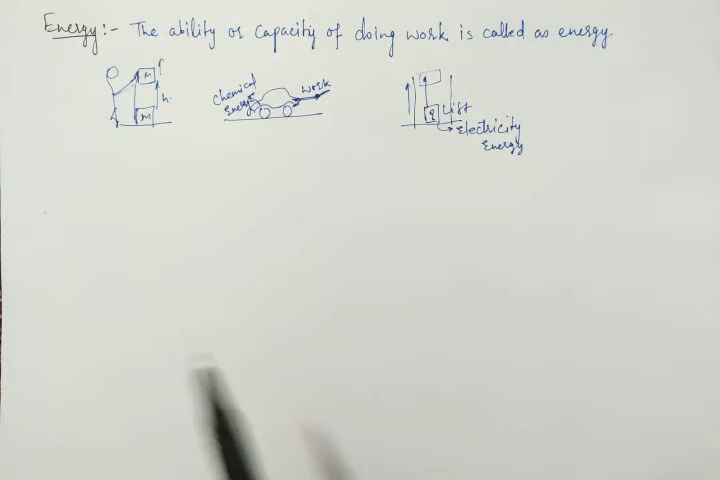 Energy:- The ability or capacity of doing work is called as energy
m
h.
m
Chemical
Energy
work
Lift
Electricity
Energy